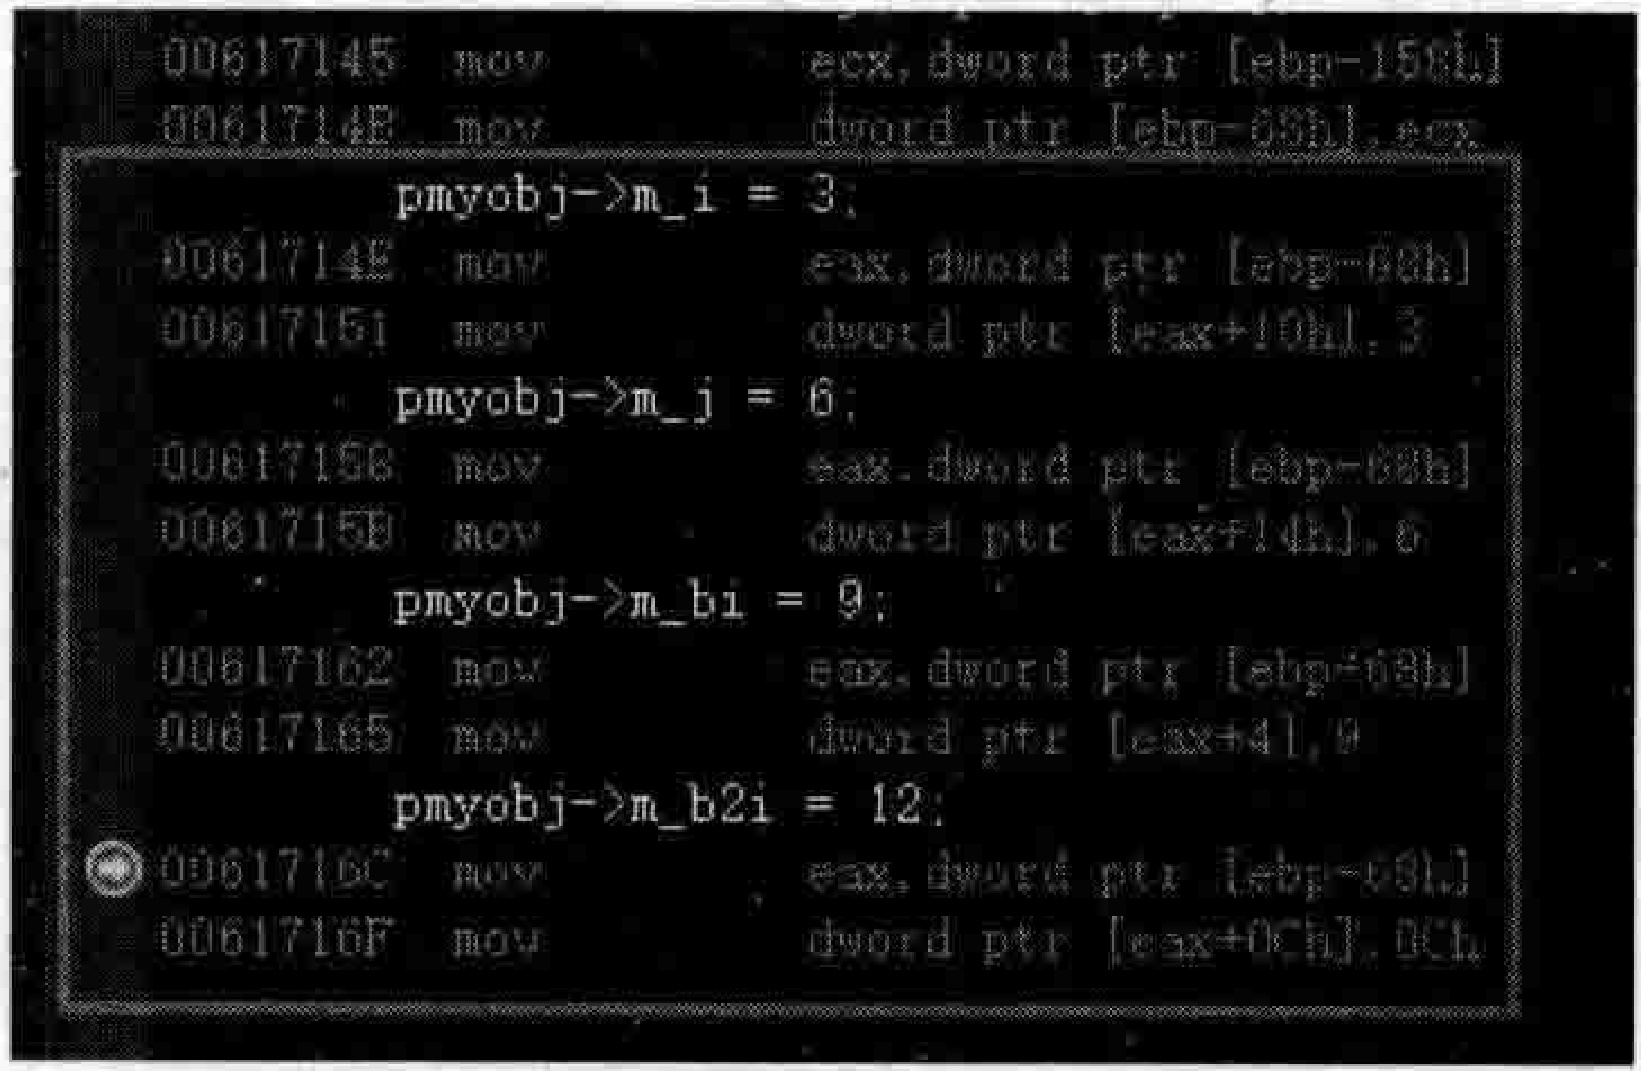 00617145 mov ecx,dword ptr [ebp-158h]
0061714B mov dword ptr [ebp-68h],ecx
pmyobj->m_i = 3;
0061714E mov eax,dword ptr [ebp-68h]
00617151 mov dword ptr [eax+10h],3
pmyobj->m_j = 6;
00617158 mov eax,dword ptr [ebp-68h]
0061715B mov dword ptr [eax+14h],6
pmyobj->m_bi = 9;
00617162 mov eax,dword ptr [ebp-68h]
00617165 mov dword ptr [eax+4],9
pmyobj->m_b2i = 12;
0061716C mov eax,dword ptr [ebp-68h]
0061716F mov dword ptr [eax+0Ch],0Ch